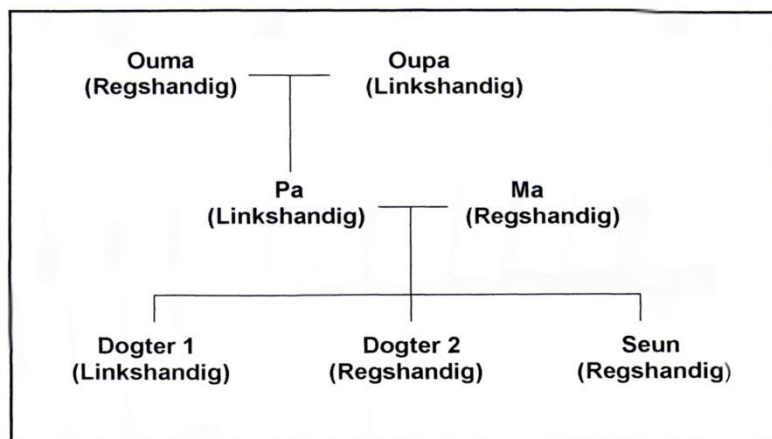 Ouma
(Regshandig)
Oupa
(Linkshandig)
Pa
(Linkshandig)
Ma
(Regshandig)
Dogter 1
(Linkshandig)
Dogter 2
(Regshandig)
Seun
(Regshandig)